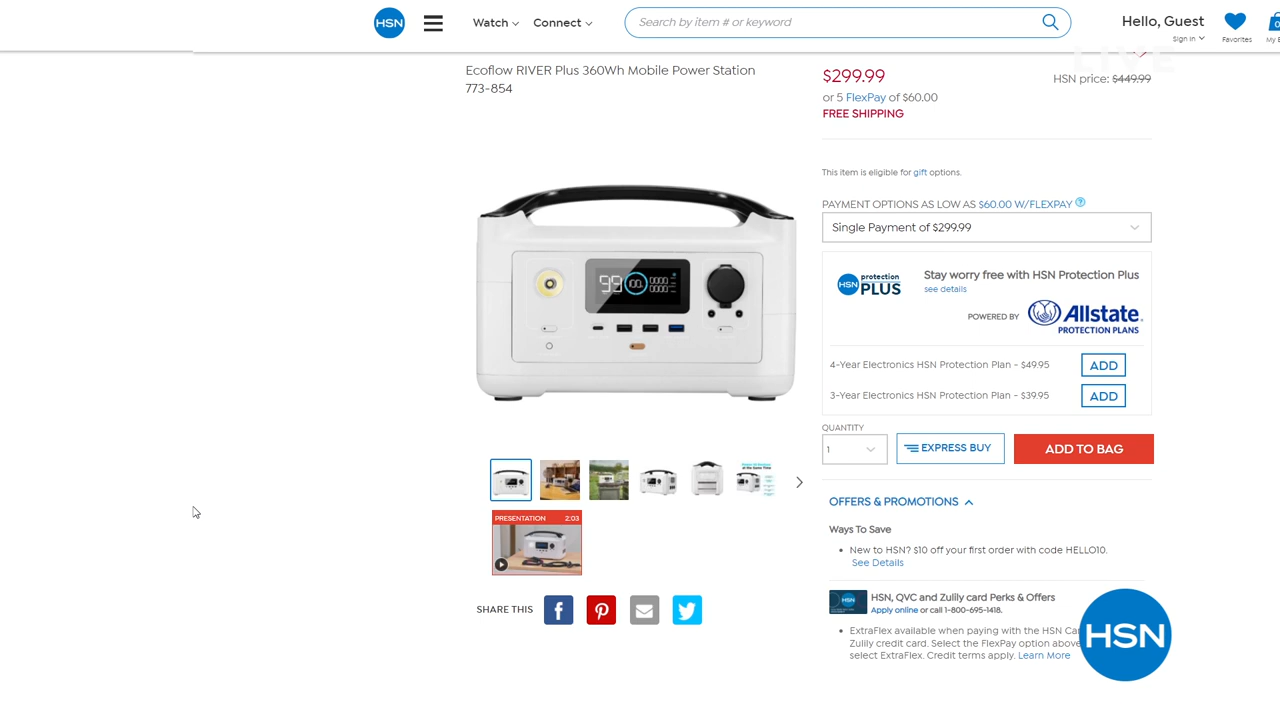 HSN
Watch
Connect
Search by item # or keyword
Hello, Guest
Sign In
Favorites
0
LIVE
Ecoflow RIVER Plus 360Wh Mobile Power Station
773-854
$299.99
HSN price: $449.99
or 5 FlexPay of $60.00
FREE SHIPPING
This item is eligible for gift options.
PAYMENT OPTIONS AS LOW AS $60.00 W/FLEXPAY ?
Single Payment of $299.99
HSN protection PLUS
Stay worry free with HSN Protection Plus
see details
POWERED BY Allstate
PROTECTION PLANS
4-Year Electronics HSN Protection Plan - $49.95 ADD
3-Year Electronics HSN Protection Plan - $39.95 ADD
99
100
QUANTITY
1
EXPRESS BUY
ADD TO BAG
PRESENTATION 2:03
SHARE THIS
OFFERS & PROMOTIONS
Ways To Save
• New to HSN? $10 off your first order with code HELLO10.
See Details
HSN, QVC and Zulily card Perks & Offers
Apply online or call 1-800-695-1418.
• ExtraFlex available when paying with the HSN
Zulily credit card. Select the FlexPay option above
select ExtraFlex. Credit terms apply. Learn More
HSN